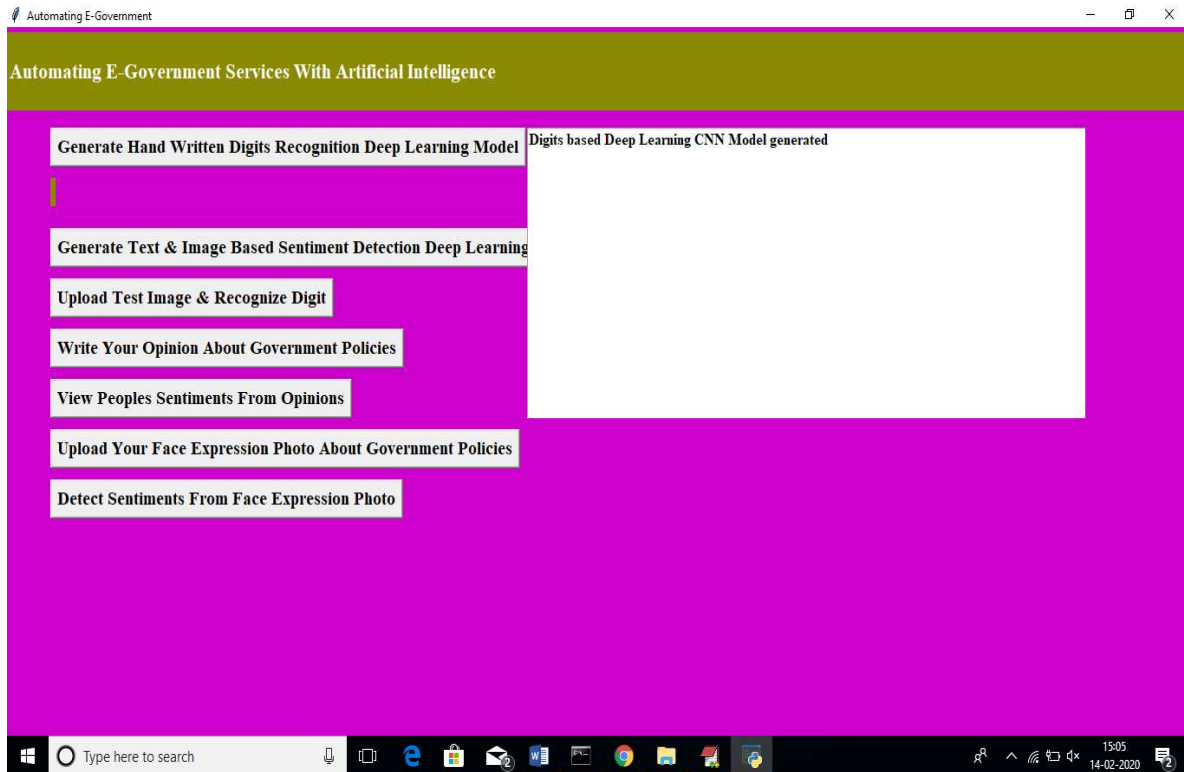 Automating E-Government
Automating E-Government Services With Artificial Intelligence
Generate Hand Written Digits Recognition Deep Learning Model
Digits based Deep Learning CNN Model generated
Generate Text & Image Based Sentiment Detection Deep Learning
Upload Test Image & Recognize Digit
Write Your Opinion About Government Policies
View Peoples Sentiments From Opinions
Upload Your Face Expression Photo About Government Policies
Detect Sentiments From Face Expression Photo
Type here to search
2
15:05
14-02-2020
2